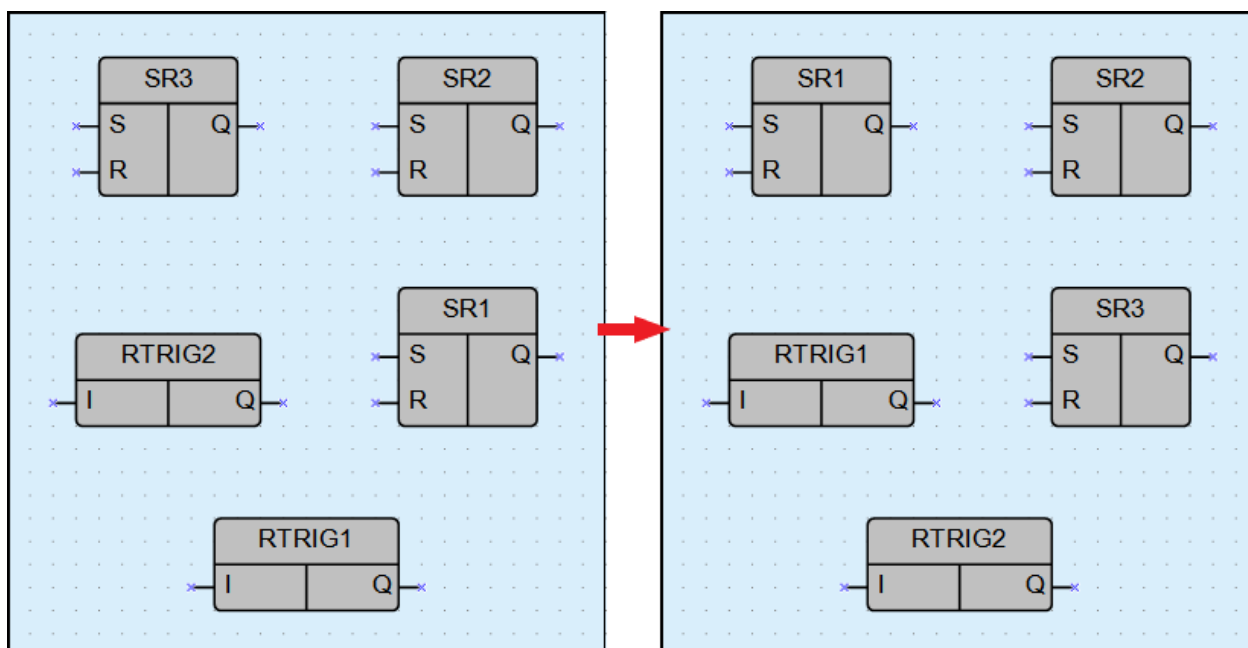 SR3
S Q
R
SR2
S Q
R
RTRIG2
I Q
SR1
S Q
R
RTRIG1
I Q
SR1
S Q
R
SR2
S Q
R
RTRIG1
I Q
SR3
S Q
R
RTRIG2
I Q